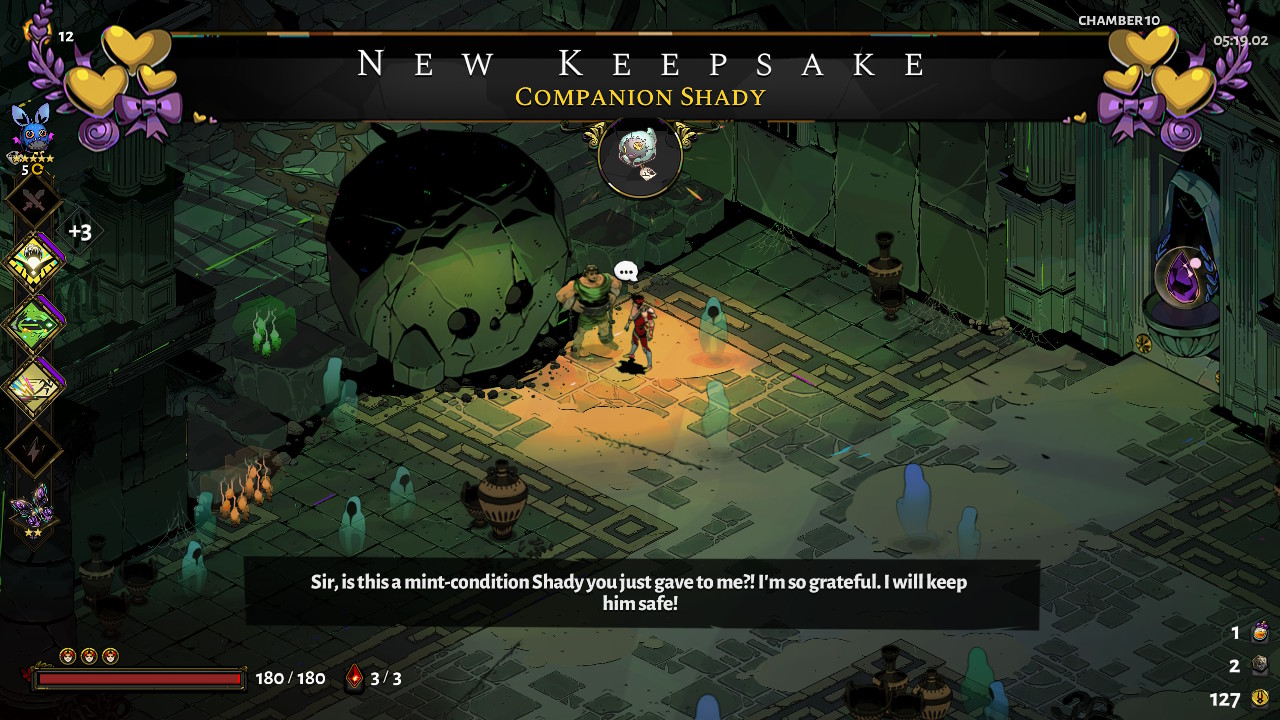 CHAMBER 10
12
05:19.02
NEW KEEPSAKE
COMPANION SHADY
5
+3
Sir, is this a mint-condition Shady you just gave to me?! I'm so grateful. I will keep
him safe!
180 / 180
3 / 3
1
2
127